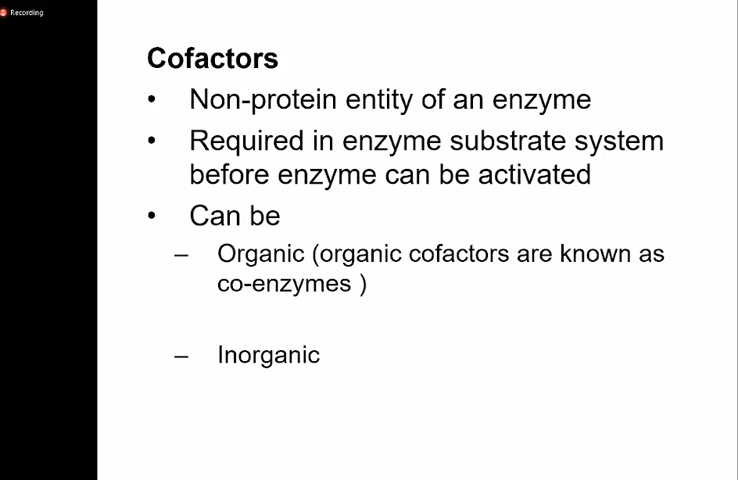 Recording
Cofactors
• Non-protein entity of an enzyme
• Required in enzyme substrate system
before enzyme can be activated
• Can be
– Organic (organic cofactors are known as
co-enzymes )
– Inorganic